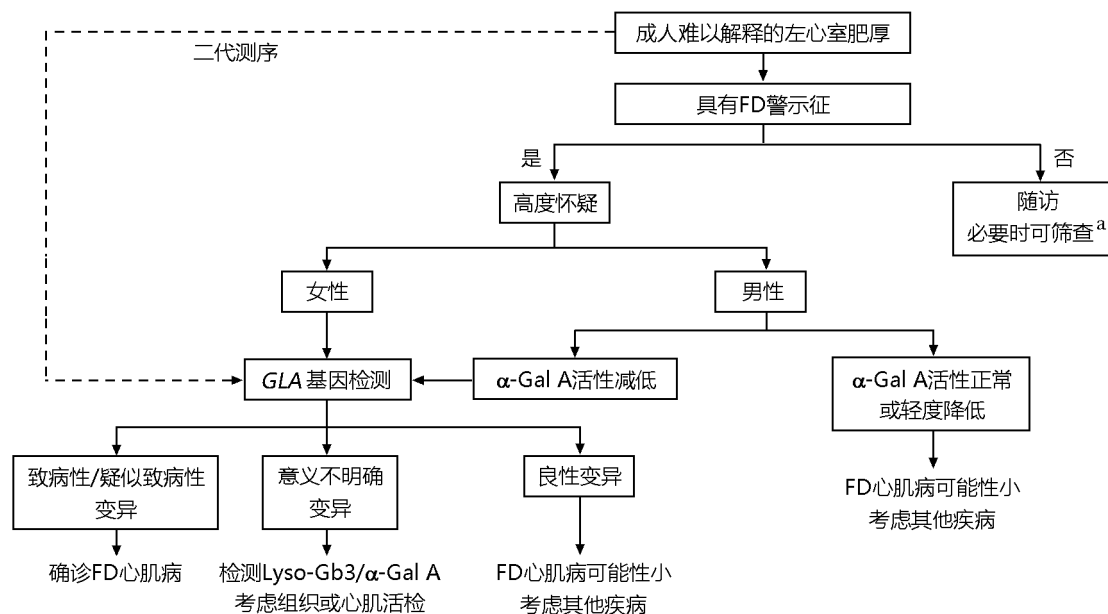 成人难以解释的左心室肥厚
二代测序
具有FD警示征
是
否
高度怀疑
随访
必要时可筛查a
女性
男性
GLA 基因检测
α-Gal A活性减低
α-Gal A活性正常
或轻度降低
致病性/疑似致病性
变异
意义不明确
变异
良性变异
FD心肌病可能性小
考虑其他疾病
确诊FD心肌病
检测Lyso-Gb3/α-Gal A
考虑组织或心肌活检
FD心肌病可能性小
考虑其他疾病